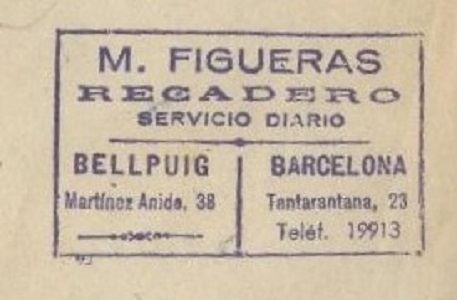 M. FIGUERAS
RECADERO
SERVICIO DIARIO
BELLPUIG
Martínez Anido, 38
BARCELONA
Tantarantana, 23
Teléf. 19913